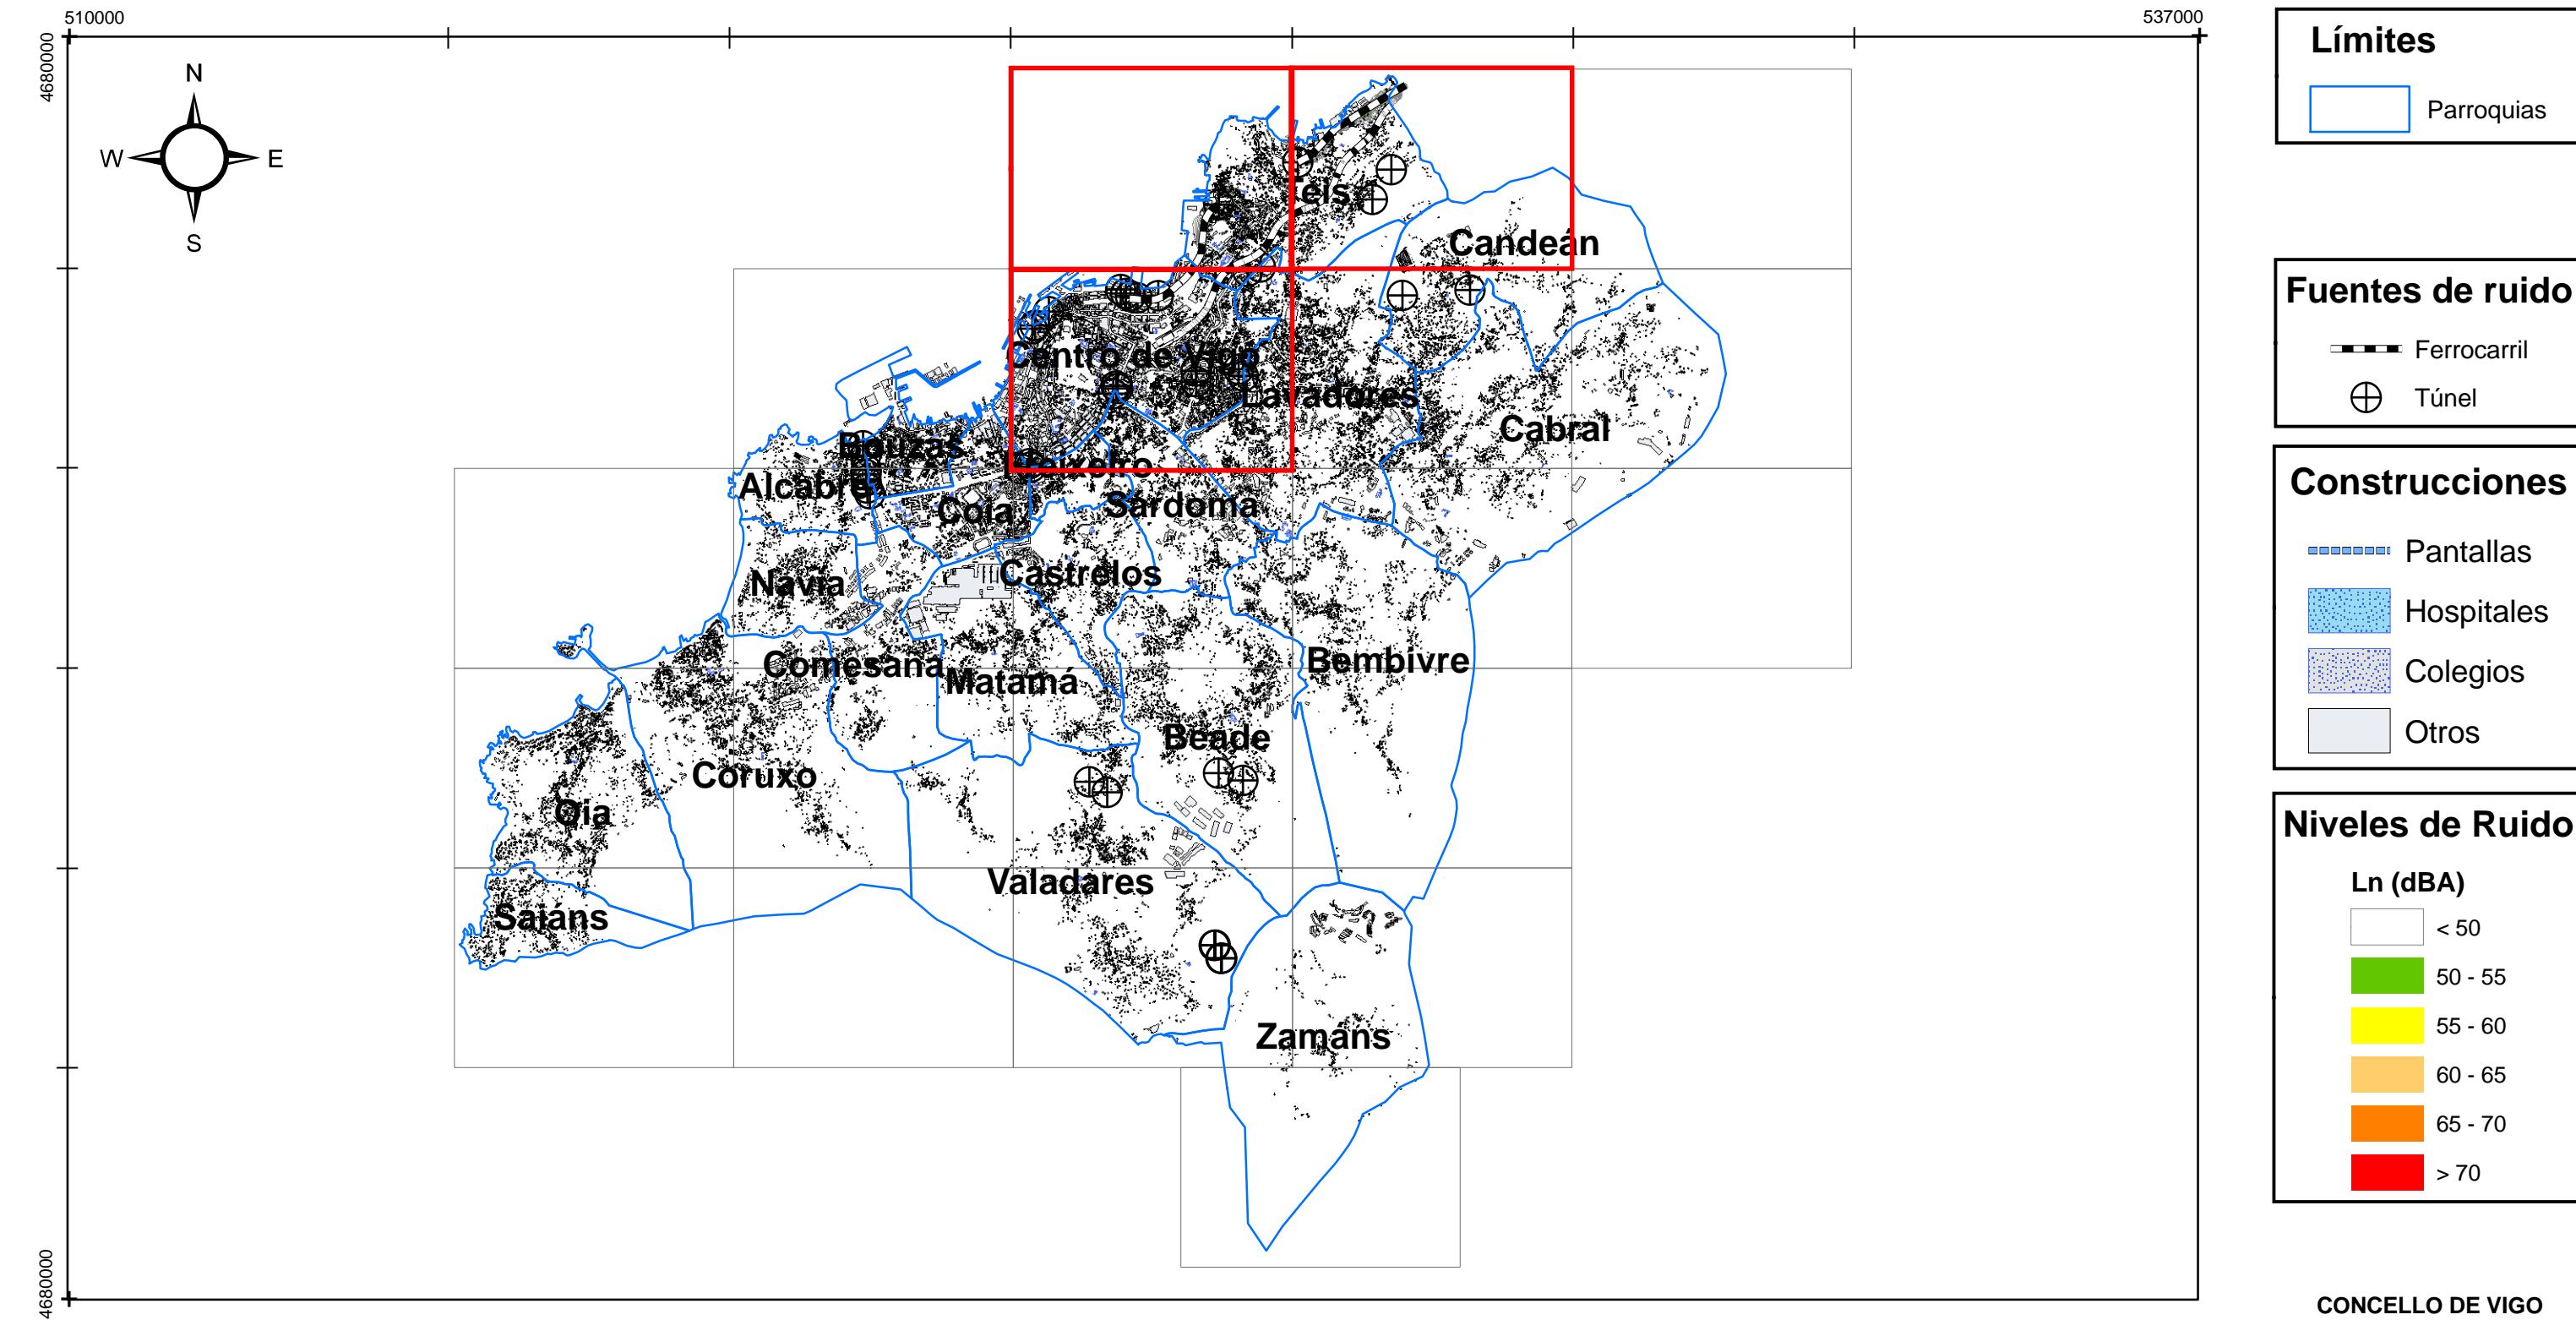 510000
537000
4680000
N
W E
S
Teis
Candeán
Centro de Vigo
Lavadores
Cabral
Bouzas
Freixeiro
Alcabre
Coia
Sárdoma
Navia
Castrelos
Comesaña
Matamá
Bembivre
Beade
Coruxo
Oia
Valadares
Saiáns
Zamáns
4680000
Límites
Parroquias
Fuentes de ruido
Ferrocarril
Túnel
Construcciones
Pantallas
Hospitales
Colegios
Otros
Niveles de Ruido
Ln (dBA)
< 50
50 - 55
55 - 60
60 - 65
65 - 70
> 70
CONCELLO DE VIGO